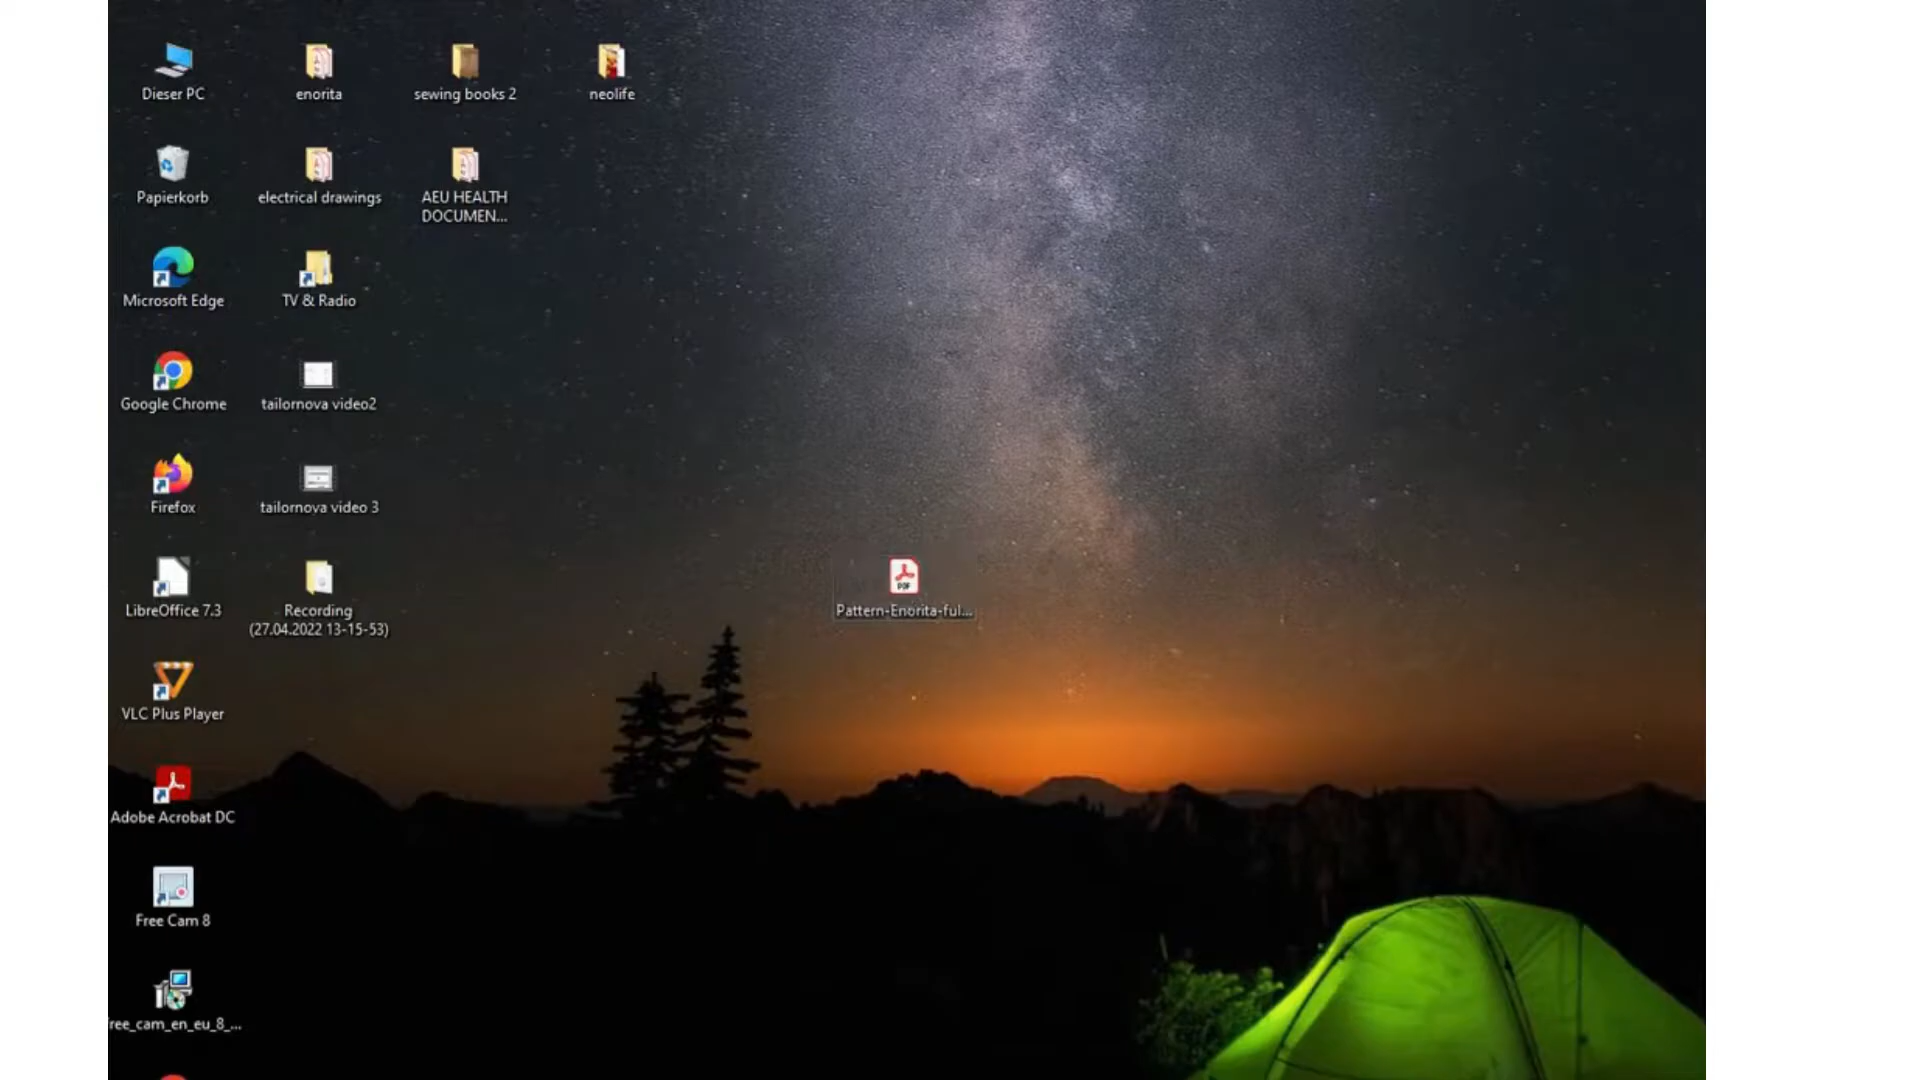 Dieser PC
enorita
sewing books 2
neolife
Papierkorb
electrical drawings
AEU HEALTH
DOCUMEN...
Microsoft Edge
TV & Radio
Google Chrome
tailornova video2
Firefox
tailornova video 3
LibreOffice 7.3
Recording
(27.04.2022 13-15-53)
PDF
Pattern-Enorita-ful...
VLC Plus Player
Adobe Acrobat DC
Free Cam 8
ree_cam_en_eu_8_...